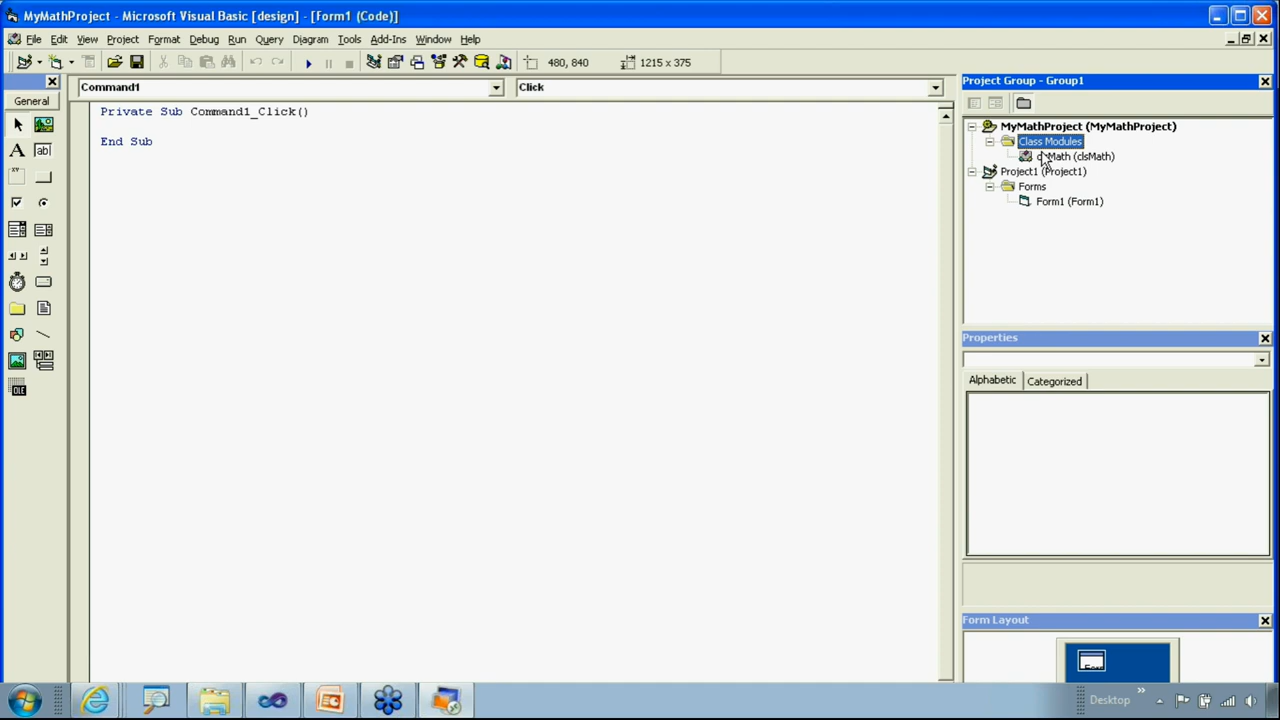 MyMathProject - Microsoft Visual Basic [design] - [Form1 (Code)]
File Edit View Project Format Debug Run Query Diagram Tools Add-Ins Window Help
480, 840 1215 x 375
General
Command1 Click
Private Sub Command1_Click()
End Sub
Project Group - Group1
MyMathProject (MyMathProject)
Class Modules
clsMath (clsMath)
Project1 (Project1)
Forms
Form1 (Form1)
Properties
Alphabetic Categorized
Form Layout
OLE
Desktop